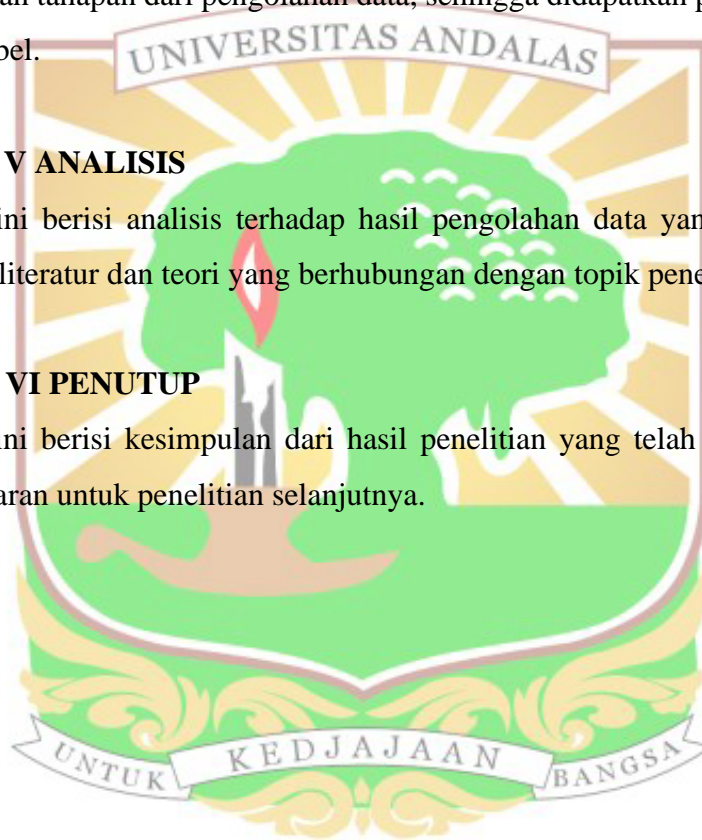 an tahapan dari pengolahan data, sehingga didapatkan p
bel.
UNIVERSITAS ANDALAS
V ANALISIS
ini berisi analisis terhadap hasil pengolahan data yan
literatur dan teori yang berhubungan dengan topik pene
VI PENUTUP
ini berisi kesimpulan dari hasil penelitian yang telah
aran untuk penelitian selanjutnya.
UNTUK KEDJAJAAN BANGSA